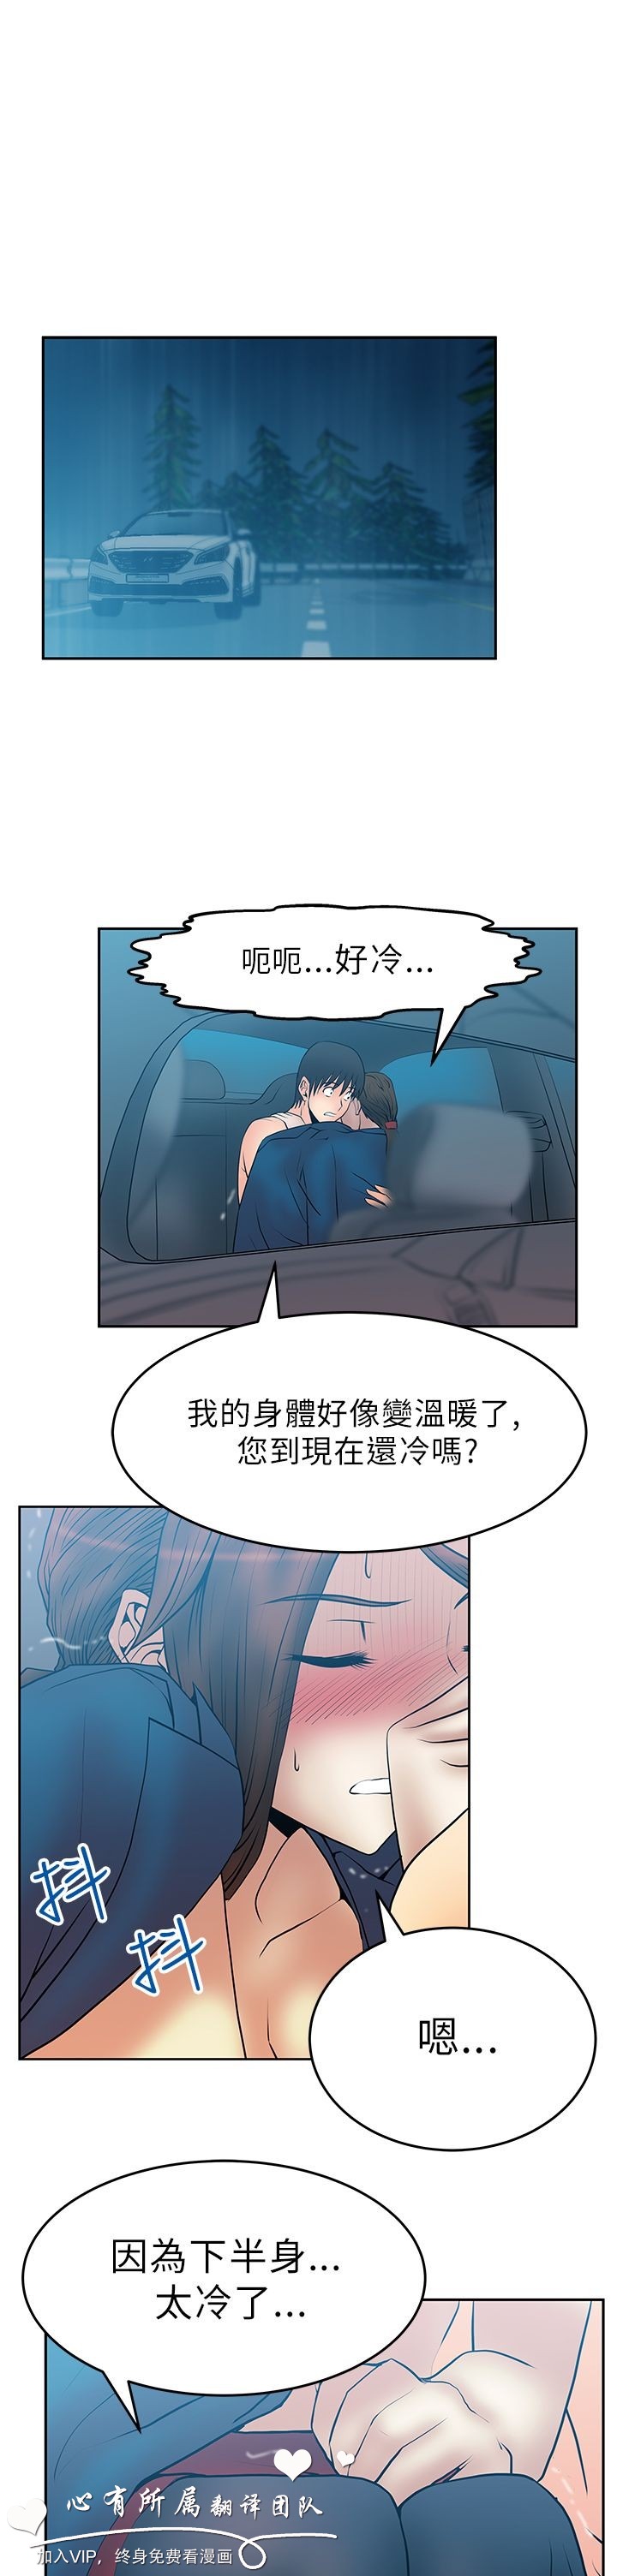 呃呃...好冷...
我的身體好像變溫暖了,
您到現在還冷嗎?
抖
抖
嗯...
因為下半身...
太冷了...
心有所属翻译团队
加入VIP，终身免费看漫画